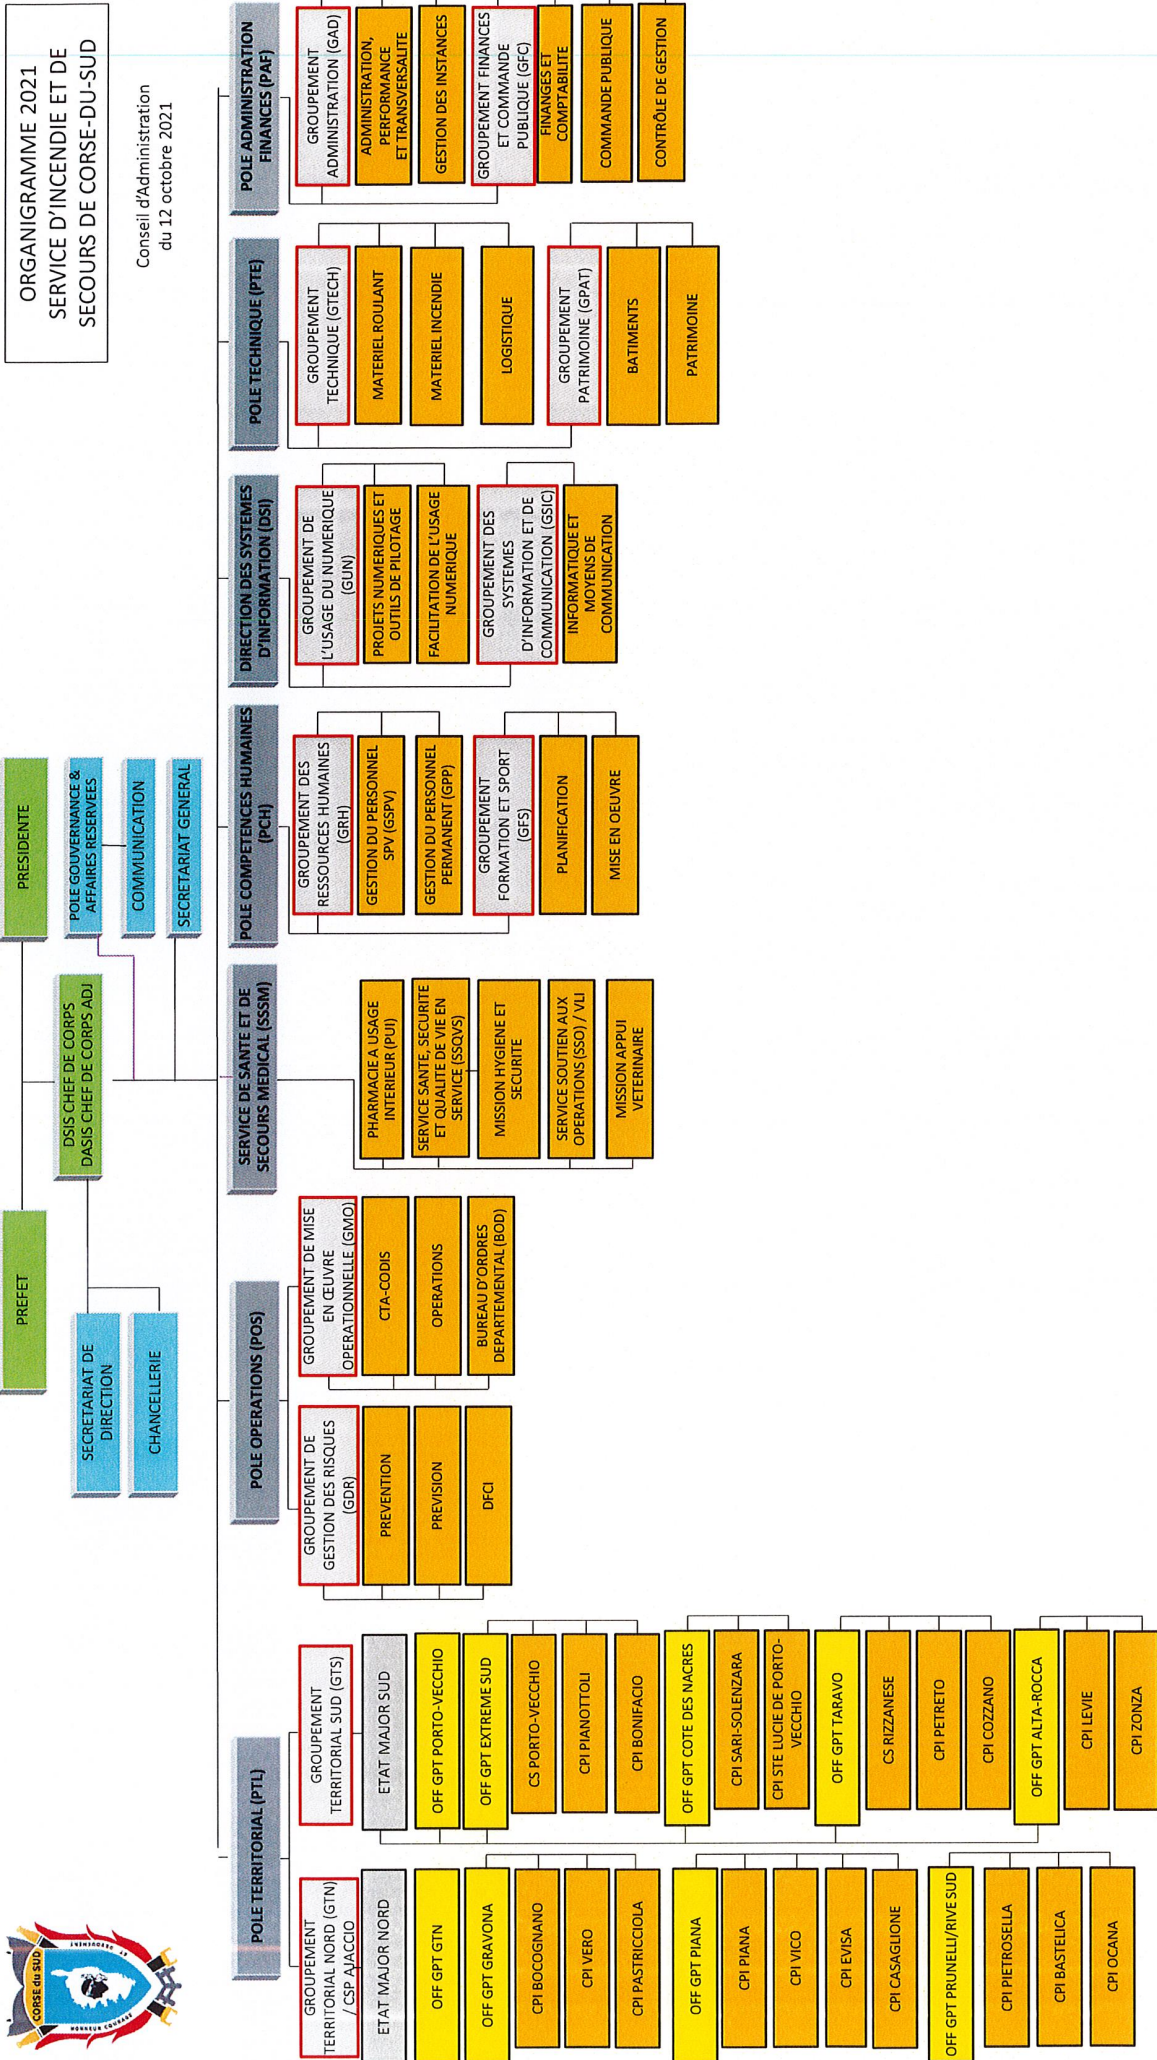 CORSE du SUD
HONNEUR COURAGE
ET DEVOUEMENT
ORGANIGRAMME 2021
SERVICE D'INCENDIE ET DE
SECOURS DE CORSE-DU-SUD
Conseil d'Administration
du 12 octobre 2021
PREFET
PRESIDENTE
DSIS CHEF DE CORPS
DASIS CHEF DE CORPS ADJ
SECRETARIAT DE
DIRECTION
CHANCELLERIE
POLE GOUVERNANCE &
AFFAIRES RESERVEES
COMMUNICATION
SECRETARIAT GENERAL
POLE TERRITORIAL (PTL)
GROUPEMENT
TERRITORIAL NORD (GTN)
/ CSP AJACCIO
ETAT MAJOR NORD
OFF GPT GTN
OFF GPT GRAVONA
CPI BOCOGNANO
CPI VERO
CPI PASTRICCIOLA
OFF GPT PIANA
CPI PIANA
CPI VICO
CPI EVISA
CPI CASAGLIONE
OFF GPT PRUNELLI/RIVE SUD
CPI PIETROSELLA
CPI BASTELICA
CPI OCANA
GROUPEMENT
TERRITORIAL SUD (GTS)
ETAT MAJOR SUD
OFF GPT PORTO-VECCHIO
OFF GPT EXTREME SUD
CS PORTO-VECCHIO
CPI PIANOTTOLI
CPI BONIFACIO
OFF GPT COTE DES NACRES
CPI SARI-SOLENZARA
CPI STE LUCIE DE PORTO-
VECCHIO
OFF GPT TARAVO
CS RIZZANESE
CPI PETRETO
CPI COZZANO
OFF GPT ALTA-ROCCA
CPI LEVIE
CPI ZONZA
POLE OPERATIONS (POS)
GROUPEMENT DE
GESTION DES RISQUES
(GDR)
PREVENTION
PREVISION
DFCI
GROUPEMENT DE MISE
EN ŒUVRE
OPERATIONNELLE (GMO)
CTA-CODIS
OPERATIONS
BUREAU D'ORDRES
DEPARTEMENTAL (BOD)
SERVICE DE SANTE ET DE
SECOURS MEDICAL (SSSM)
PHARMACIE A USAGE
INTERIEUR (PUI)
SERVICE SANTE, SECURITE
ET QUALITE DE VIE EN
SERVICE (SSQVS)
MISSION HYGIENE ET
SECURITE
SERVICE SOUTIEN AUX
OPERATIONS (SSO) / VLI
MISSION APPUI
VETERINAIRE
POLE COMPETENCES HUMAINES
(PCH)
GROUPEMENT DES
RESSOURCES HUMAINES
(GRH)
GESTION DU PERSONNEL
SPV (GSPV)
GESTION DU PERSONNEL
PERMANENT (GPP)
GROUPEMENT
FORMATION ET SPORT
(GFS)
PLANIFICATION
MISE EN OEUVRE
DIRECTION DES SYSTEMES
D'INFORMATION (DSI)
GROUPEMENT DE
L'USAGE DU NUMERIQUE
(GUN)
PROJETS NUMERIQUES ET
OUTILS DE PILOTAGE
FACILITATION DE L'USAGE
NUMERIQUE
GROUPEMENT DES
SYSTEMES
D'INFORMATION ET DE
COMMUNICATION (GSIC)
INFORMATIQUE ET
MOYENS DE
COMMUNICATION
POLE TECHNIQUE (PTE)
GROUPEMENT
TECHNIQUE (GTECH)
MATERIEL ROULANT
MATERIEL INCENDIE
LOGISTIQUE
GROUPEMENT
PATRIMOINE (GPAT)
BATIMENTS
PATRIMOINE
POLE ADMINISTRATION
FINANCES (PAF)
GROUPEMENT
ADMINISTRATION (GAD)
ADMINISTRATION,
PERFORMANCE
ET TRANSVERSALITE
GESTION DES INSTANCES
GROUPEMENT FINANCES
ET COMMANDE
PUBLIQUE (GFC)
FINANCES ET
COMPTABILITE
COMMANDE PUBLIQUE
CONTRÔLE DE GESTION